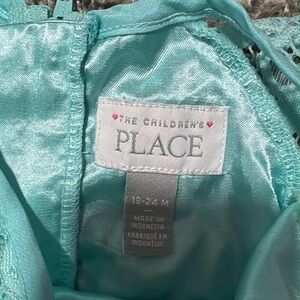 THE CHILDREN'S
PLACE
18-24 M
MADE IN
INDONESIA
FABRIQUÉ EN
INDONÉSIE